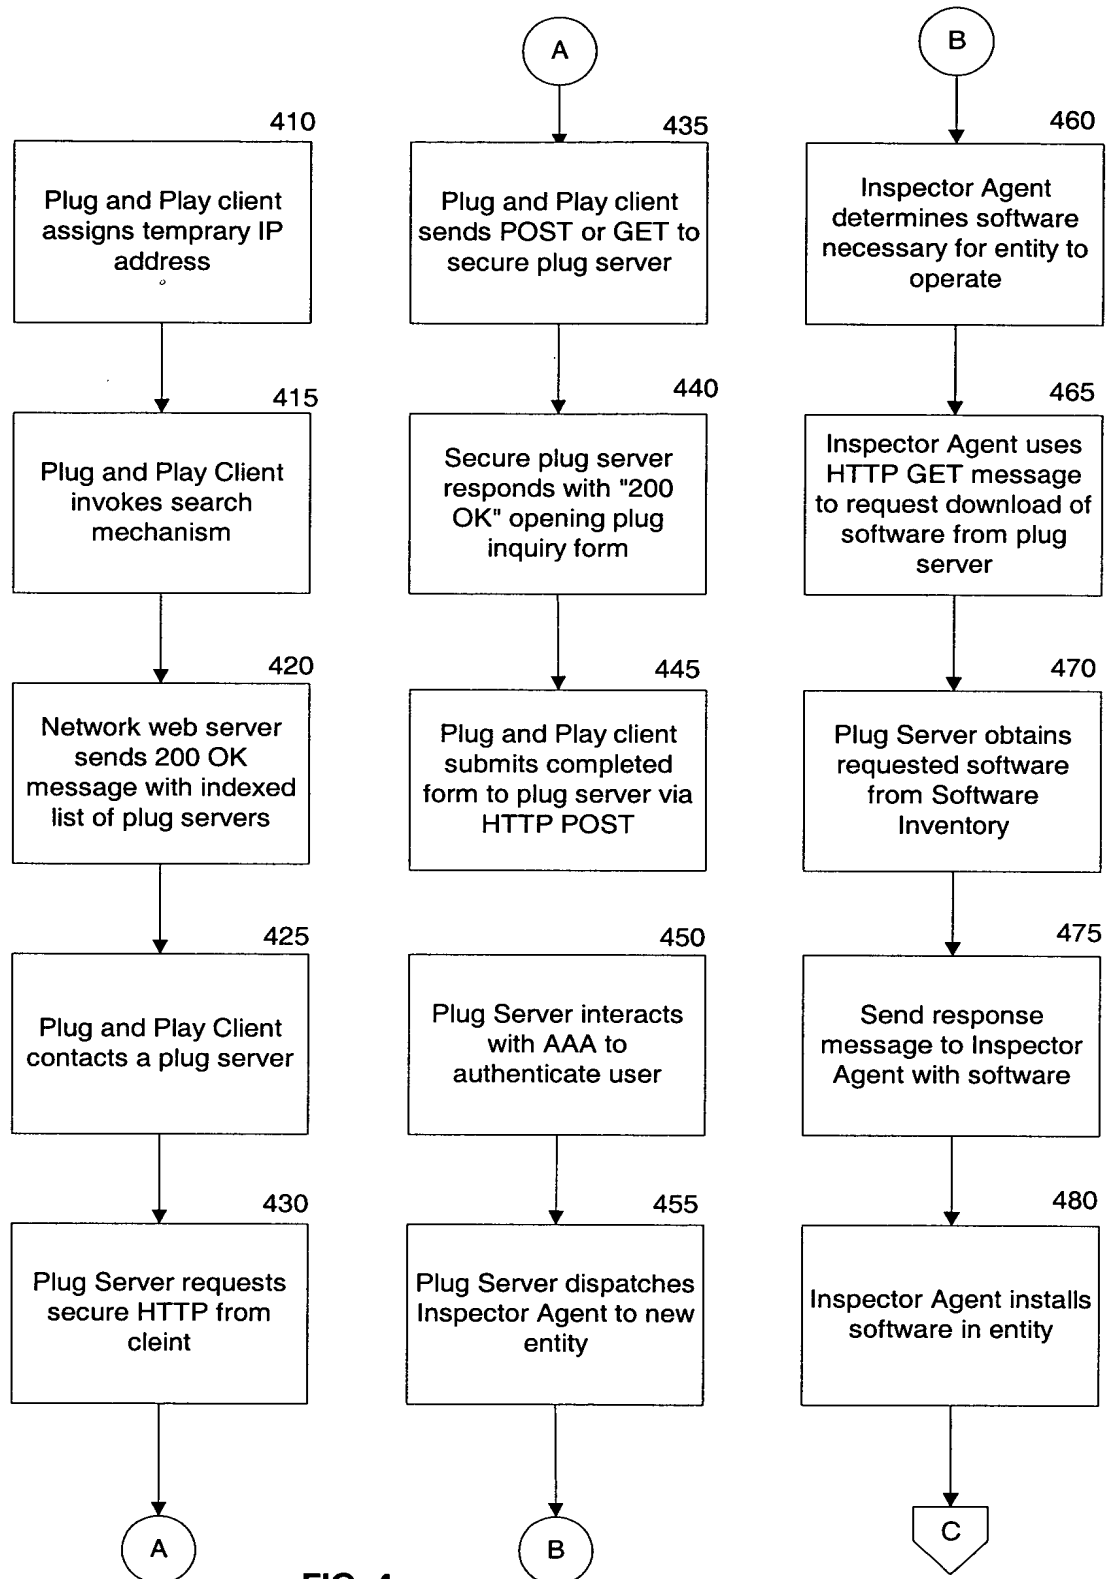 410
Plug and Play client
assigns temprary IP
address
415
Plug and Play Client
invokes search
mechanism
420
Network web server
sends 200 OK
message with indexed
list of plug servers
425
Plug and Play Client
contacts a plug server
430
Plug Server requests
secure HTTP from
cleint
A
A
435
Plug and Play client
sends POST or GET to
secure plug server
440
Secure plug server
responds with "200
OK" opening plug
inquiry form
445
Plug and Play client
submits completed
form to plug server via
HTTP POST
450
Plug Server interacts
with AAA to
authenticate user
455
Plug Server dispatches
Inspector Agent to new
entity
B
B
460
Inspector Agent
determines software
necessary for entity to
operate
465
Inspector Agent uses
HTTP GET message
to request download of
software from plug
server
470
Plug Server obtains
requested software
from Software
Inventory
475
Send response
message to Inspector
Agent with software
480
Inspector Agent installs
software in entity
C